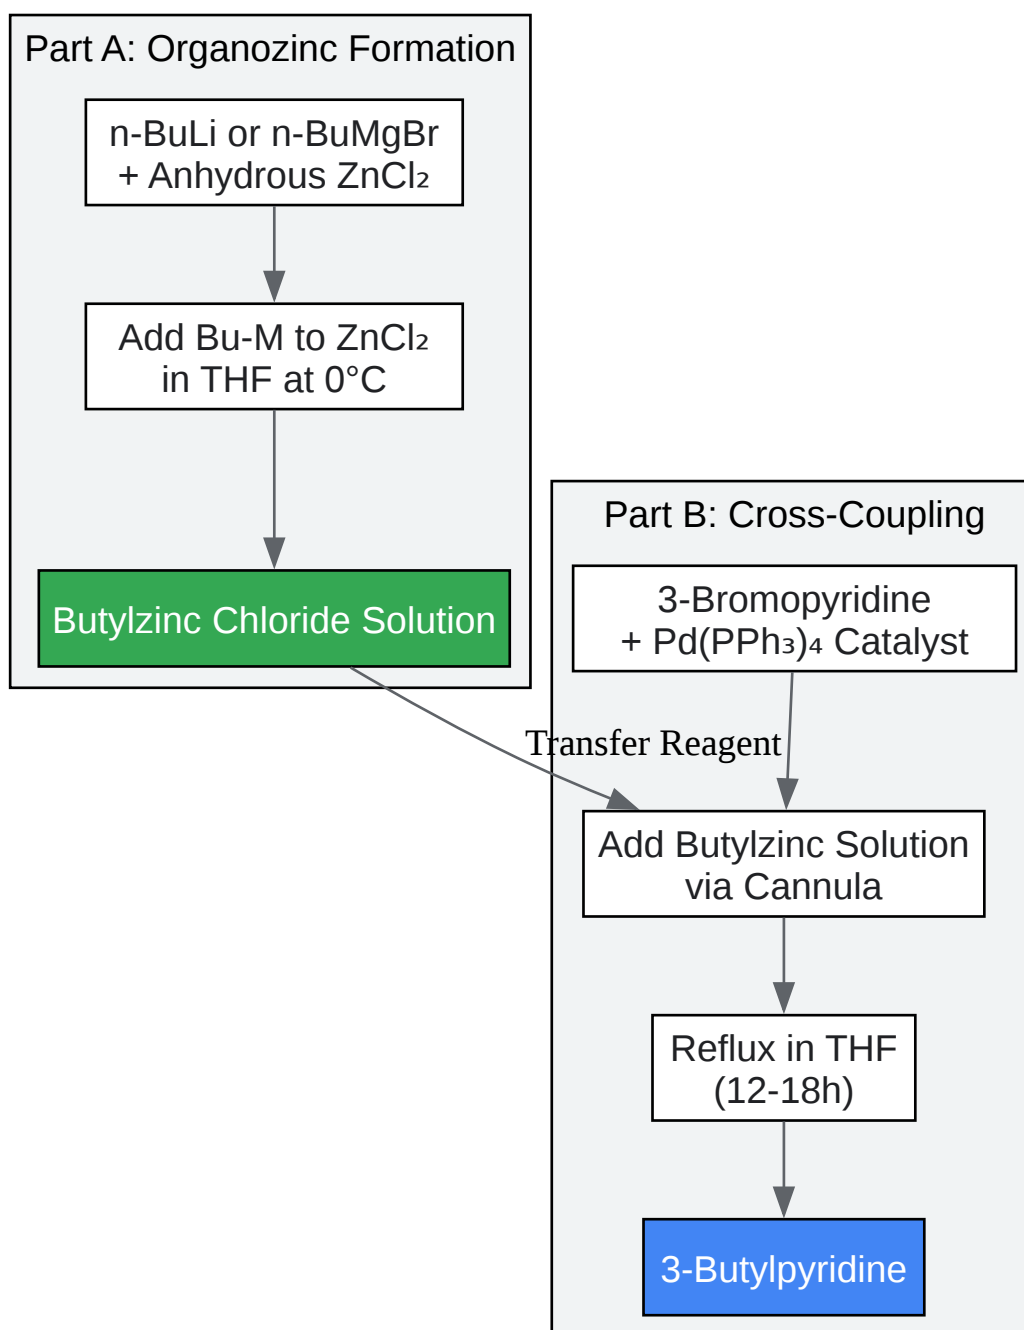 Part A: Organozinc Formation
n-BuLi or n-BuMgBr
+ Anhydrous ZnCl₂
Add Bu-M to ZnCl₂
in THF at 0°C
Butylzinc Chloride Solution
Part B: Cross-Coupling
3-Bromopyridine
+ Pd(PPh₃)₄ Catalyst
Transfer Reagent
Add Butylzinc Solution
via Cannula
Reflux in THF
(12-18h)
3-Butylpyridine